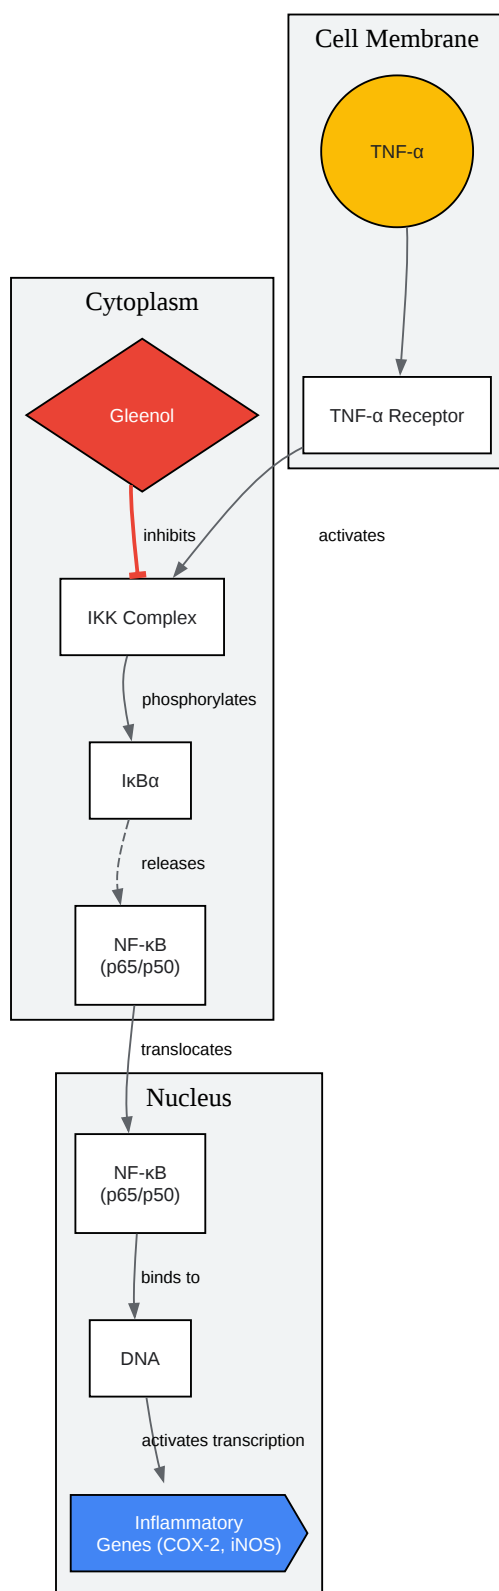 Cell Membrane
TNF-α
TNF-α Receptor
activates
Cytoplasm
Gleenol
inhibits
IKK Complex
phosphorylates
IκBα
releases
NF-κB
(p65/p50)
translocates
Nucleus
NF-κB
(p65/p50)
binds to
DNA
activates transcription
Inflammatory
Genes (COX-2, iNOS)